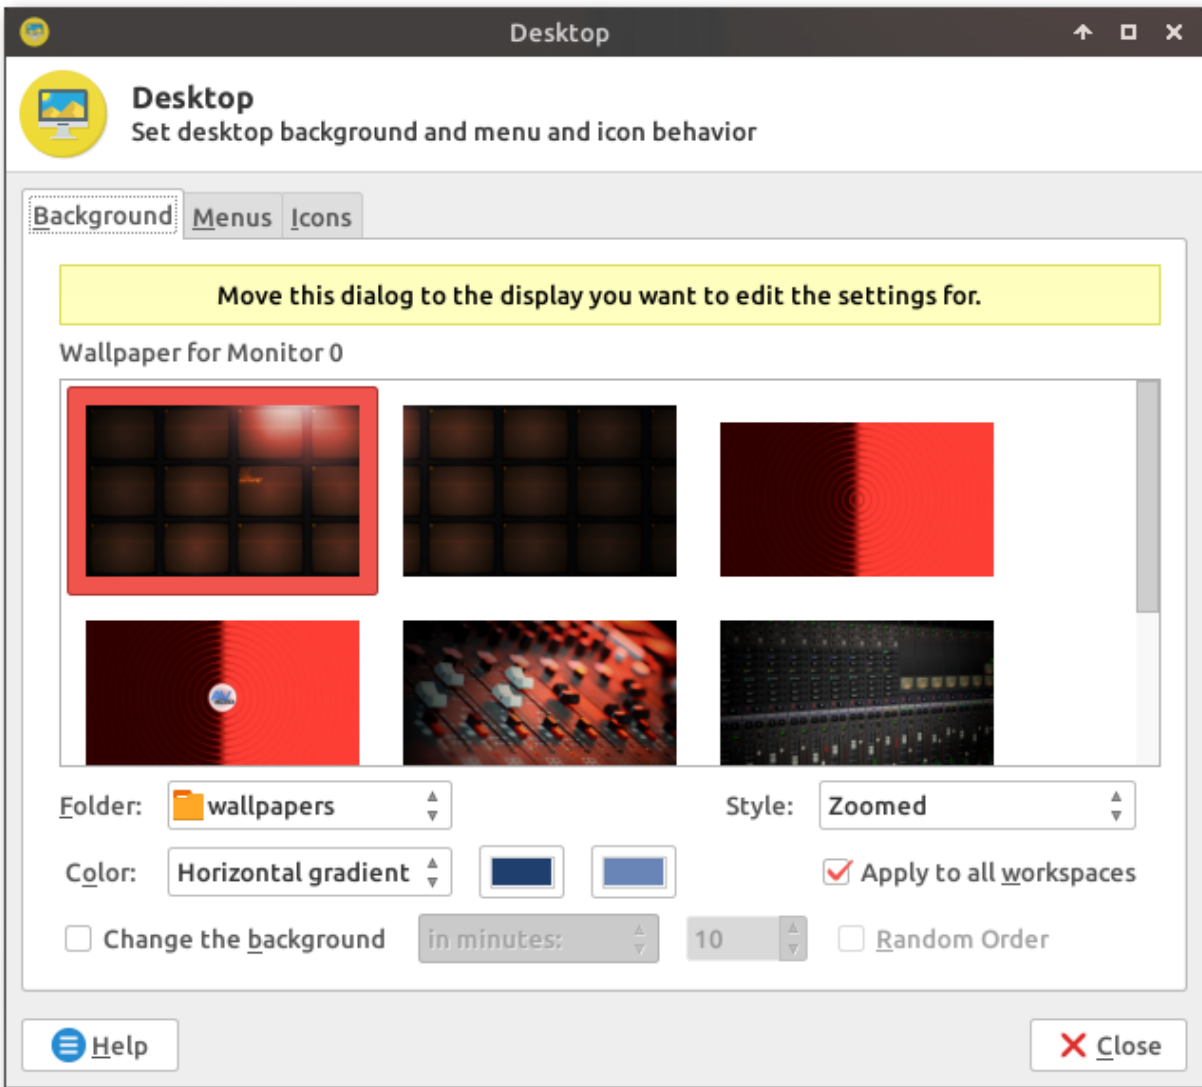 Desktop
Desktop
Set desktop background and menu and icon behavior
Background Menus Icons
Move this dialog to the display you want to edit the settings for.
Wallpaper for Monitor 0
Folder: wallpapers Style: Zoomed
Color: Horizontal gradient Apply to all workspaces
Change the background in minutes: 10 Random Order
Help Close